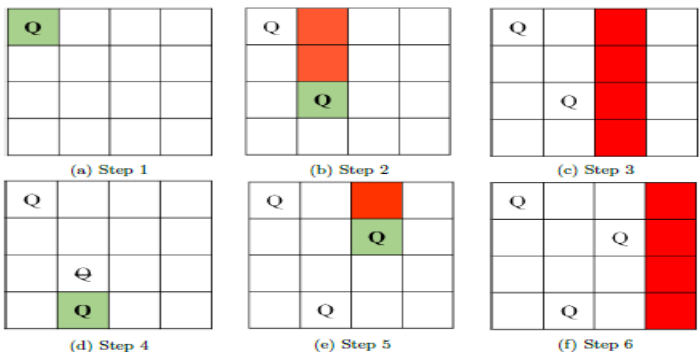 Q
Q
Q
Q
Q
(a) Step 1
(b) Step 2
(c) Step 3
Q
Q
Q
Q
Q
Q
Q
Q
Q
(d) Step 4
(e) Step 5
(f) Step 6